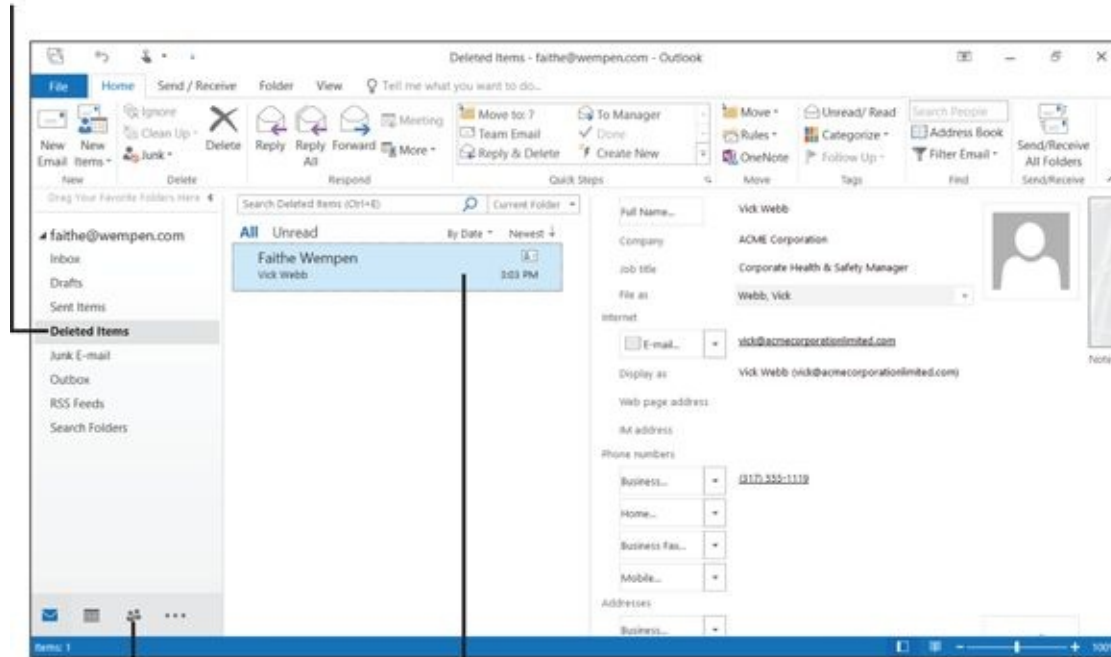 Deleted Items - faithe@wempen.com - Outlook
File Home Send / Receive Folder View Tell me what you want to do...
New Email
New Items
Ignore
Clean Up
Junk
Delete
Reply
Reply All
Forward
Meeting
More
Move to: ?
Team Email
Reply & Delete
To Manager
Done
Create New
Move
Rules
OneNote
Unread/ Read
Categorize
Follow Up
Search People
Address Book
Filter Email
Send/Receive All Folders
New Delete Respond Quick Steps Move Tags Find Send/Receive
Drag Your Favorite Folders Here
faithe@wempen.com
Inbox
Drafts
Sent Items
Deleted Items
Junk E-mail
Outbox
RSS Feeds
Search Folders
Search Deleted Items (Ctrl+E) Current Folder
All Unread By Date Newest
Faithe Wempen
Vick Webb 3:03 PM
Full Name... Vick Webb
Company ACME Corporation
Job title Corporate Health & Safety Manager
File as Webb, Vick
Internet
E-mail... vick@acmecorporationlimited.com
Display as Vick Webb (vick@acmecorporationlimited.com)
Web page address
IM address
Phone numbers
Business... (317) 555-1119
Home...
Business Fax...
Mobile...
Addresses
Business...
Items: 1